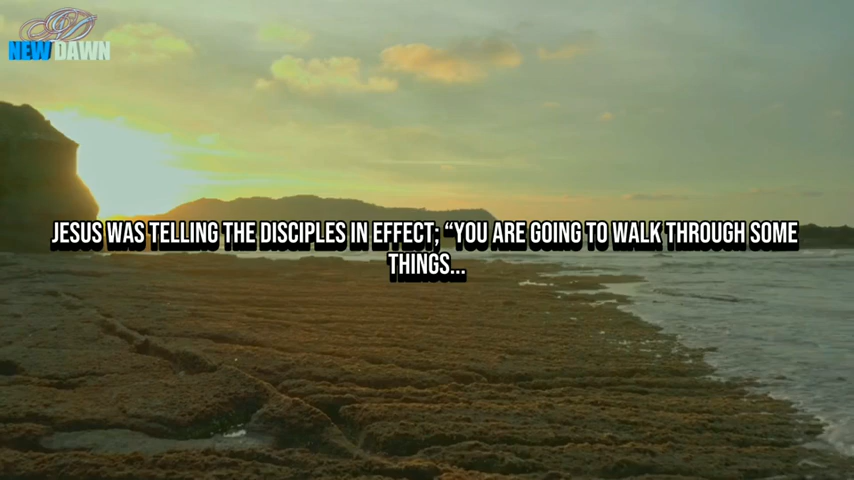 NEW DAWN
JESUS WAS TELLING THE DISCIPLES IN EFFECT; “YOU ARE GOING TO WALK THROUGH SOME
THINGS...